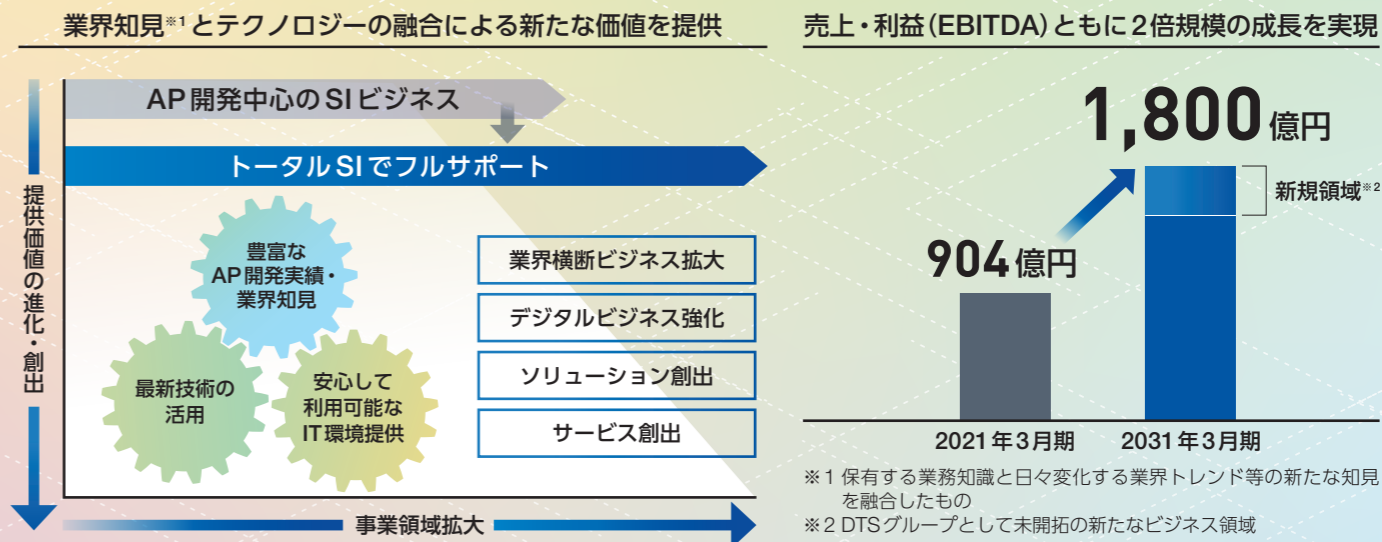 業界知見※1とテクノロジーの融合による新たな価値を提供
AP開発中心のSIビジネス
トータルSIでフルサポート
提供価値の進化・創出
豊富な
AP開発実績・
業界知見
最新技術の
活用
安心して
利用可能な
IT環境提供
業界横断ビジネス拡大
デジタルビジネス強化
ソリューション創出
サービス創出
事業領域拡大
売上・利益(EBITDA)ともに2倍規模の成長を実現
1,800億円
新規領域※2
904億円
2021年3月期
2031年3月期
※1 保有する業務知識と日々変化する業界トレンド等の新たな知見
を融合したもの
※2 DTSグループとして未開拓の新たなビジネス領域